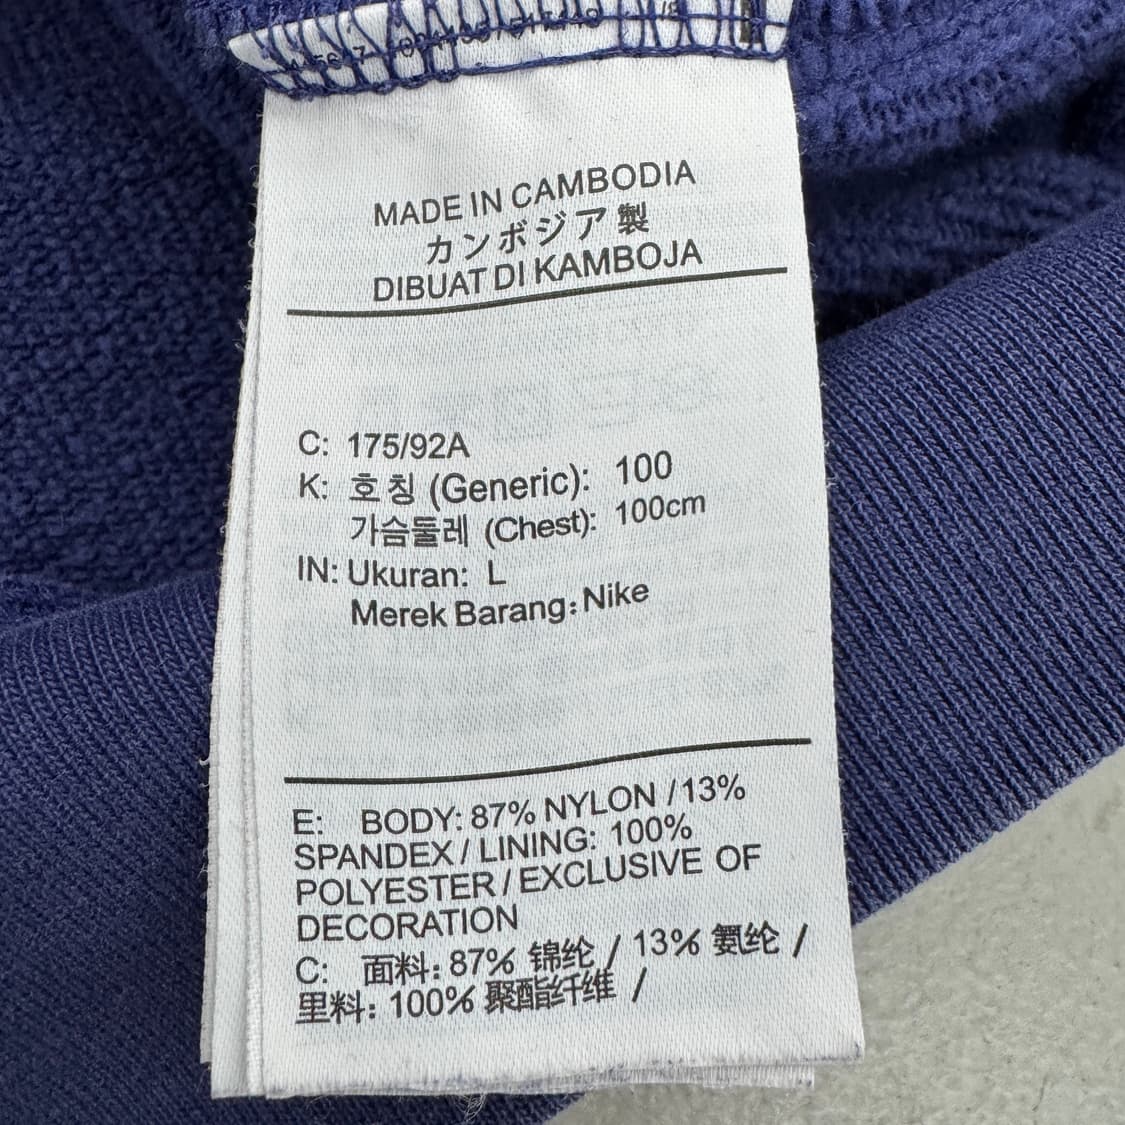 MADE IN CAMBODIA
カンボジア製
DIBUAT DI KAMBOJA
C: 175/92A
K: 호칭 (Generic): 100
가슴둘레 (Chest): 100cm
IN: Ukuran: L
Merek Barang: Nike
E: BODY: 87% NYLON / 13%
SPANDEX / LINING: 100%
POLYESTER / EXCLUSIVE OF
DECORATION
C: 面料: 87% 锦纶 / 13% 氨纶 /
里料: 100% 聚酯纤维 /